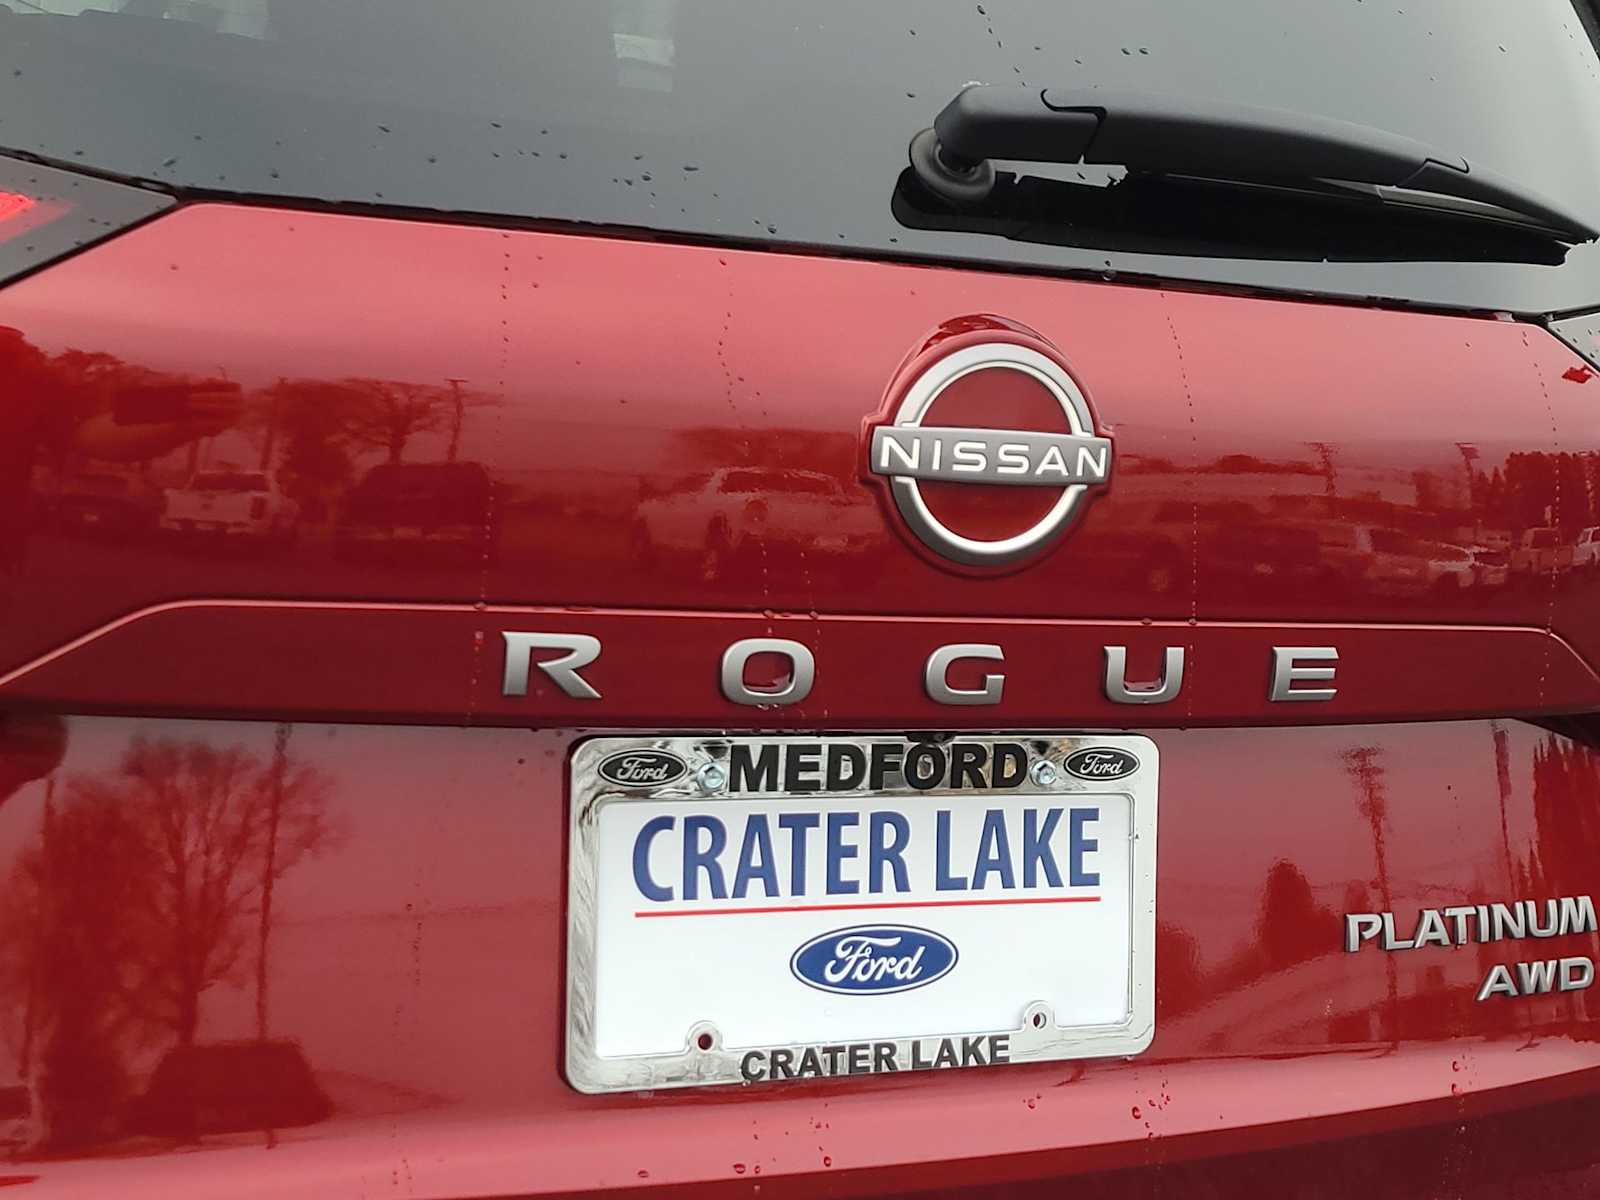 NISSAN
ROGUE
Ford MEDFORD Ford
CRATER LAKE
Ford
CRATER LAKE
PLATINUM
AWD